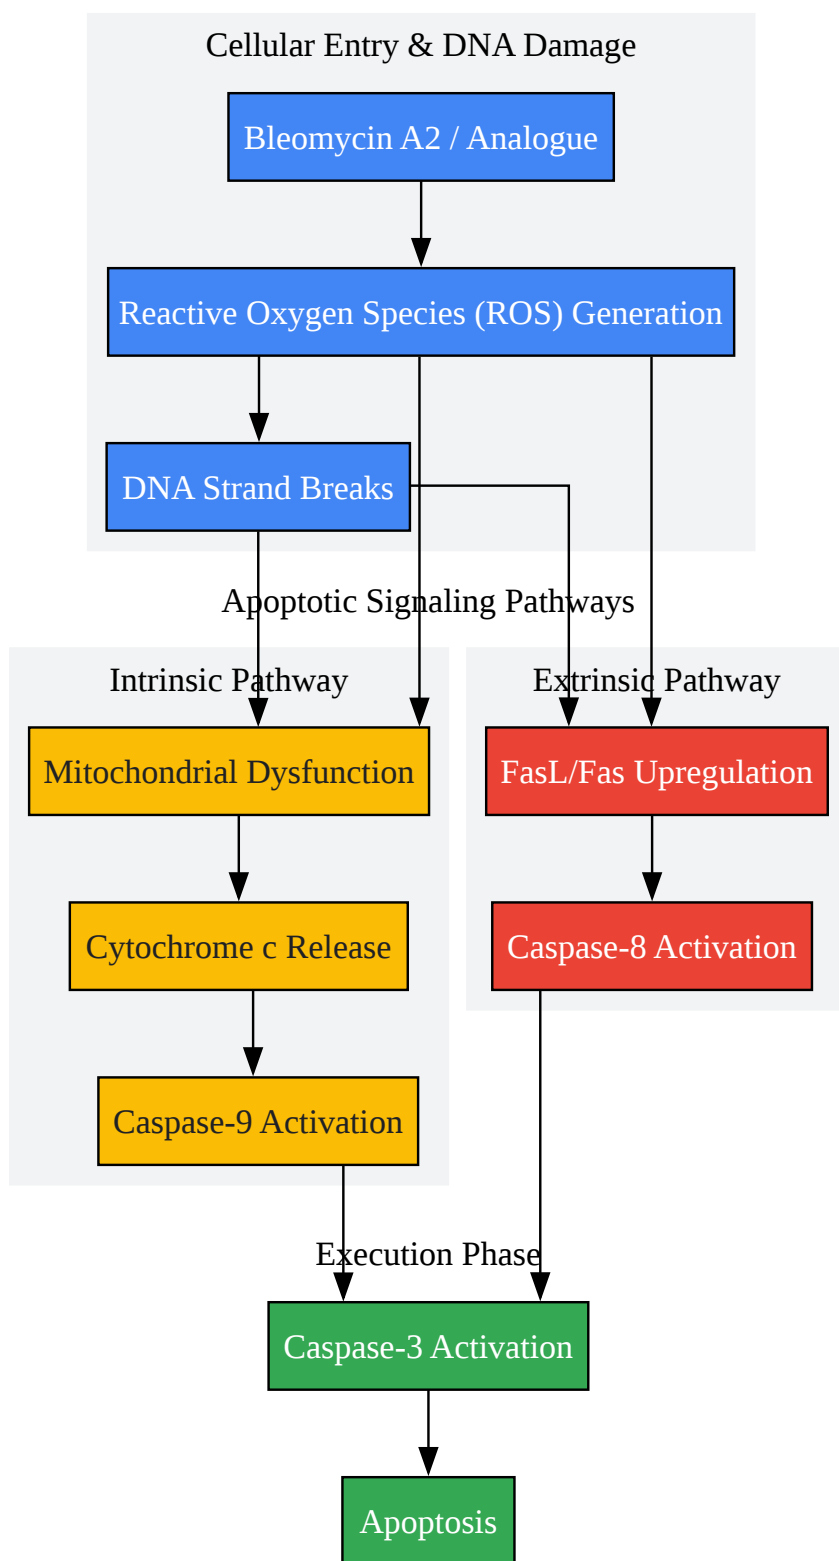 Cellular Entry & DNA Damage
Bleomycin A2 / Analogue
Reactive Oxygen Species (ROS) Generation
DNA Strand Breaks
Apoptotic Signaling Pathways
Intrinsic Pathway
Extrinsic Pathway
Mitochondrial Dysfunction
FasL/Fas Upregulation
Cytochrome c Release
Caspase-8 Activation
Caspase-9 Activation
Execution Phase
Caspase-3 Activation
Apoptosis